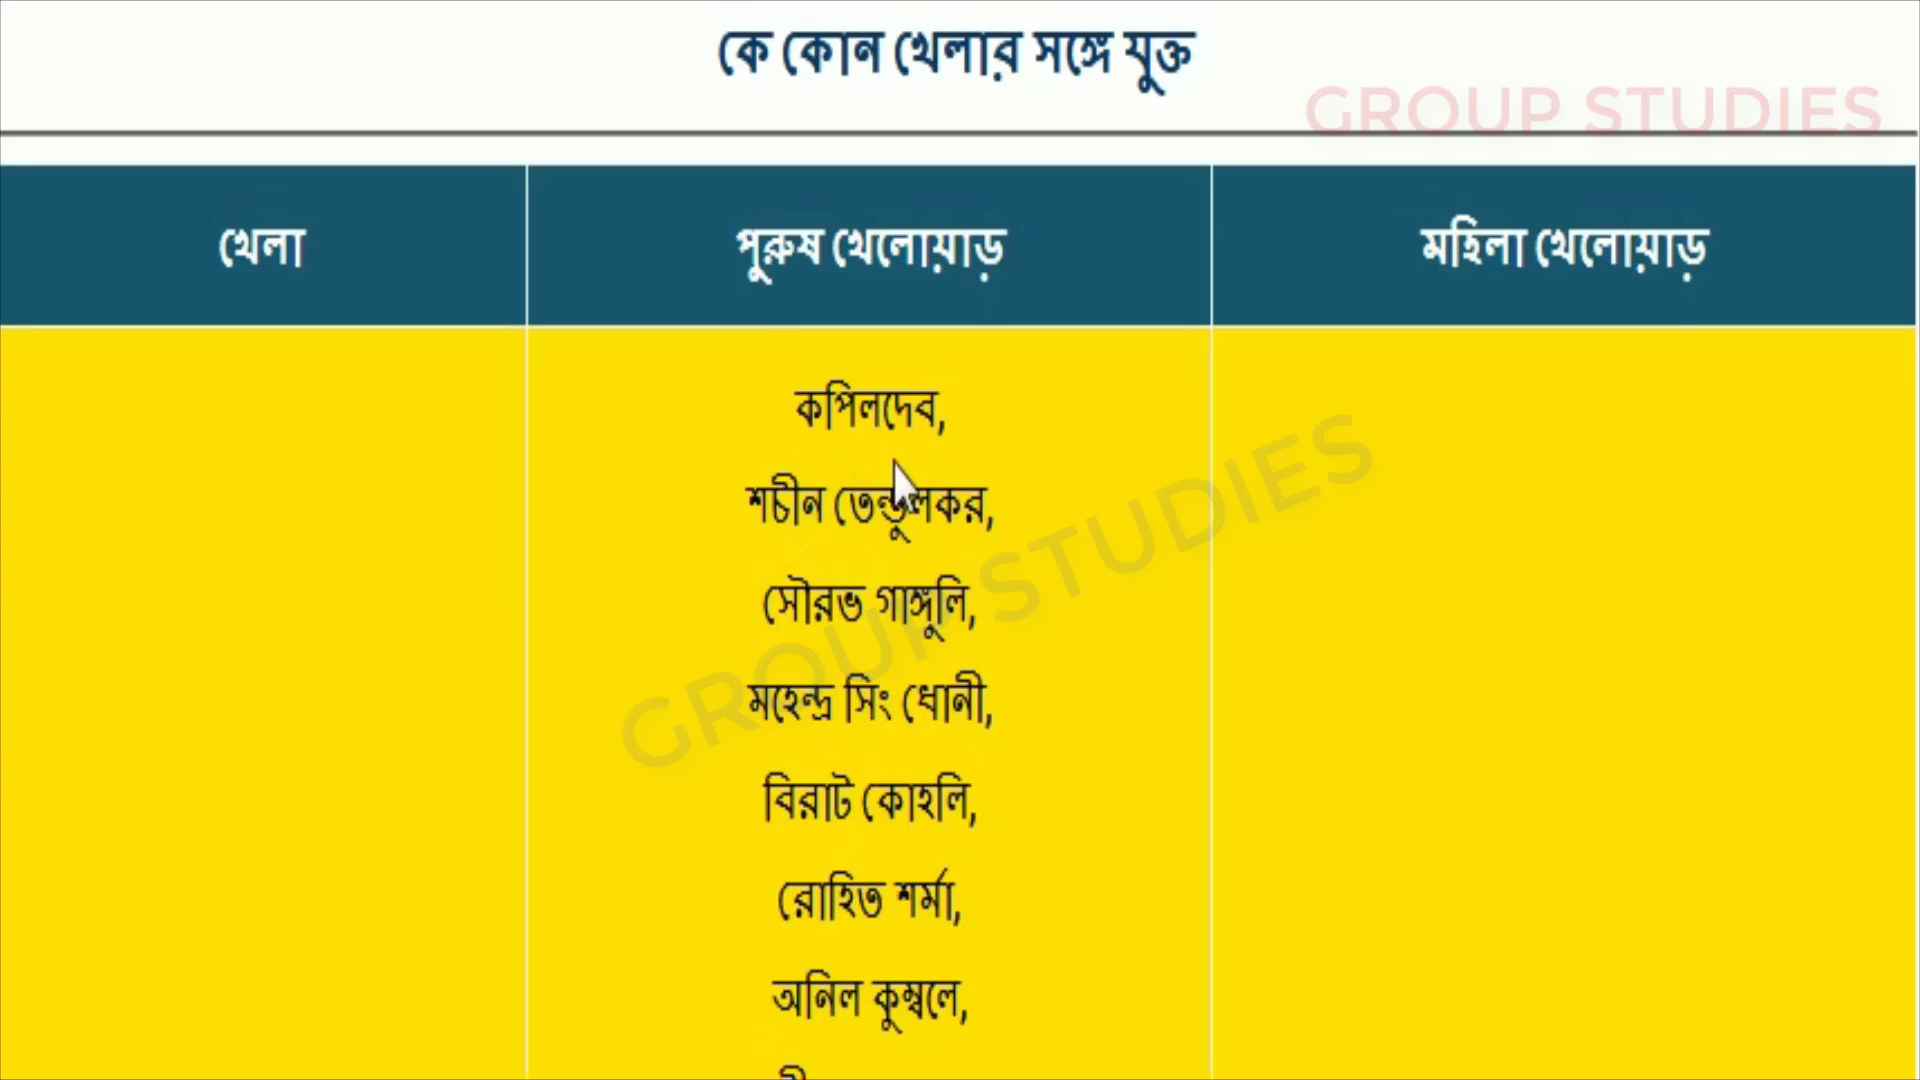 কে কোন খেলার সঙ্গে যুক্ত
GROUP STUDIES
খেলা
পুরুষ খেলোয়াড়
মহিলা খেলোয়াড়
কপিলদেব,
শচীন তেন্ডুলকর,
সৌরভ গাঙ্গুলি,
মহেন্দ্র সিং ধোনী,
বিরাট কোহলি,
রোহিত শর্মা,
অনিল কুম্বলে,
GROUP STUDIES